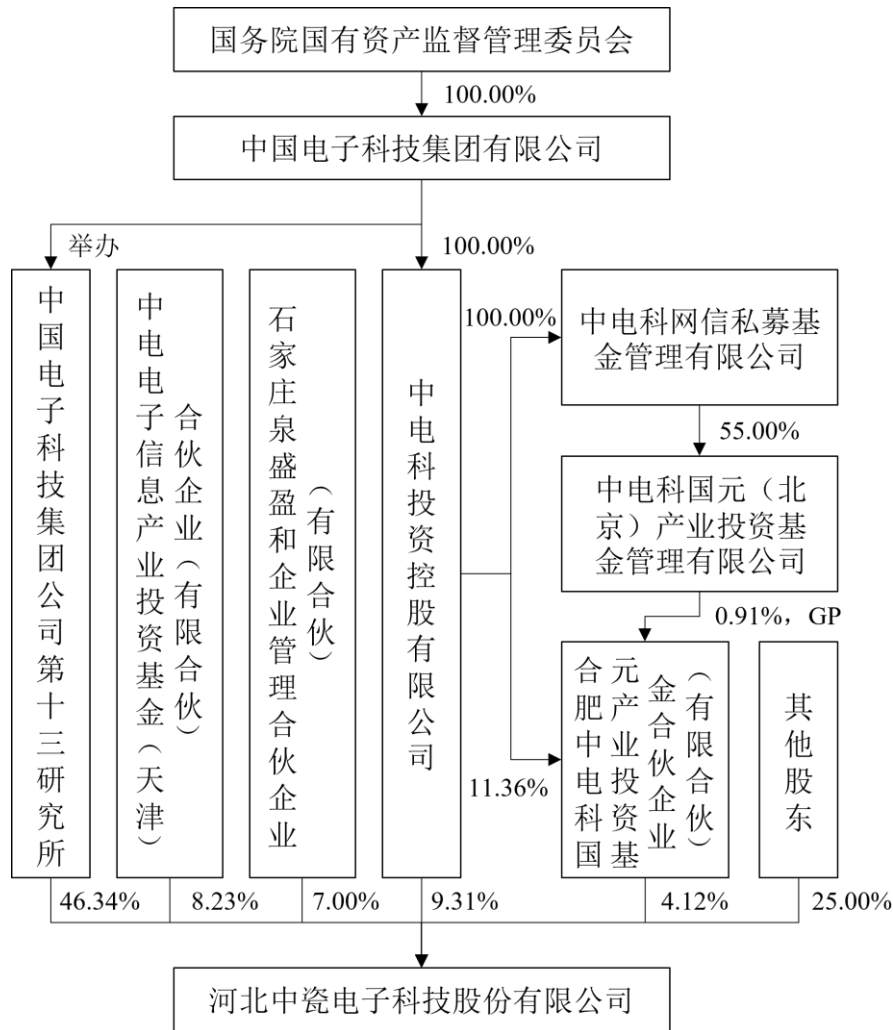 国务院国有资产监督管理委员会
100.00%
中国电子科技集团有限公司
举办
100.00%
中国电子科技集团公司第十三研究所
中电电子信息产业投资基金（天津）
合伙企业（有限合伙）
石家庄泉盛盈和企业管理合伙企业
（有限合伙）
中电科投资控股有限公司
100.00%
中电科网信私募基
金管理有限公司
55.00%
中电科国元（北
京）产业投资基
金管理有限公司
0.91%，GP
11.36%
合肥中电科国
元产业投资基
金合伙企业
（有限合伙）
其他股东
46.34%
8.23%
7.00%
9.31%
4.12%
25.00%
河北中瓷电子科技股份有限公司